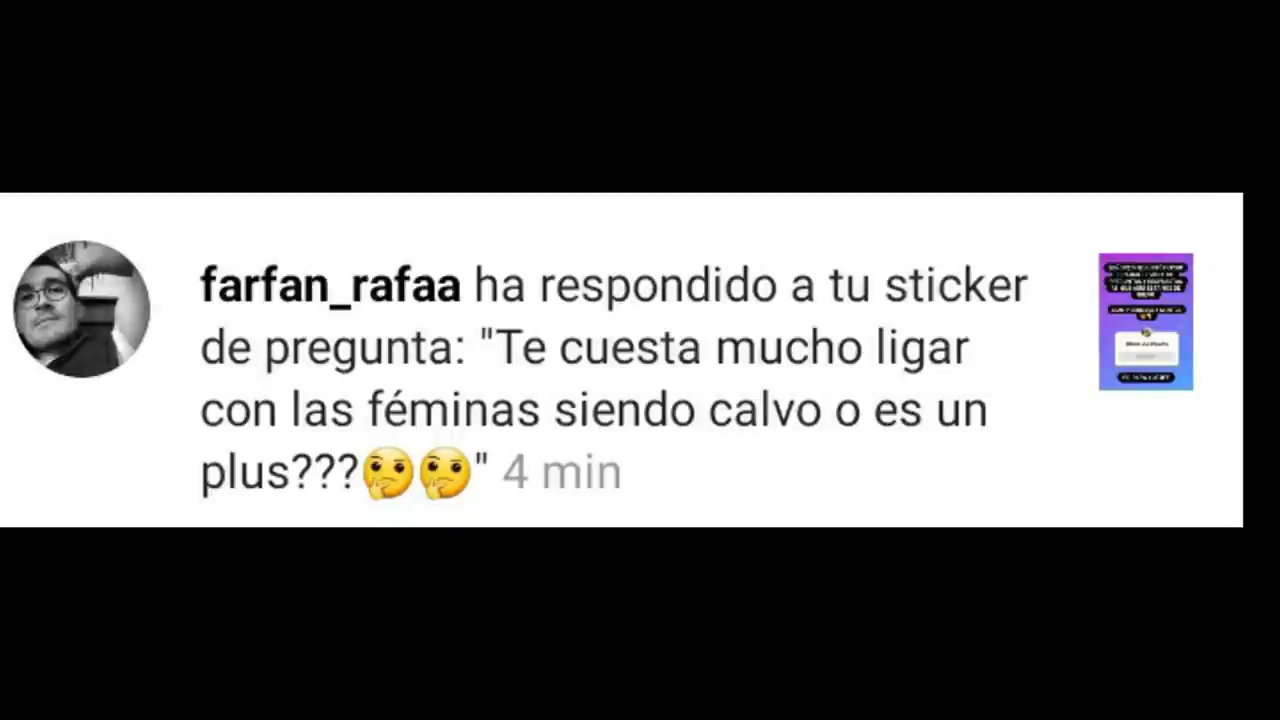 farfan_rafaa ha respondido a tu sticker
de pregunta: "Te cuesta mucho ligar
con las féminas siendo calvo o es un
plus???🤔🤔" 4 min